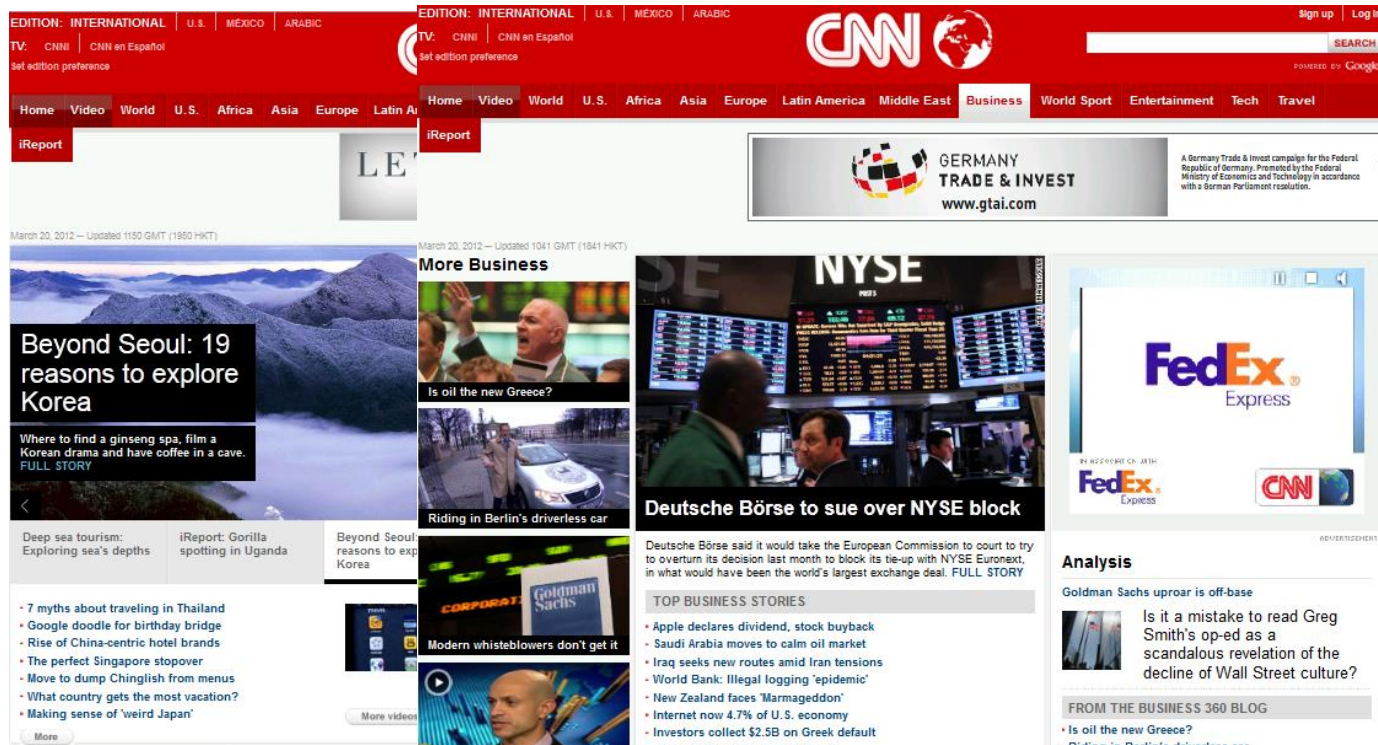 EDITION: INTERNATIONAL U.S. MÉXICO ARABIC
TV: CNNI CNN en Español
Set edition preference
Home Video World U.S. Africa Asia Europe Latin A
iReport
LET
March 20, 2012 — Updated 1150 GMT (1950 HKT)
Beyond Seoul: 19
reasons to explore
Korea
Where to find a ginseng spa, film a
Korean drama and have coffee in a cave.
FULL STORY
Deep sea tourism:
Exploring sea's depths
iReport: Gorilla
spotting in Uganda
Beyond Seoul:
reasons to exp
Korea
7 myths about traveling in Thailand
Google doodle for birthday bridge
Rise of China-centric hotel brands
The perfect Singapore stopover
Move to dump Chinglish from menus
What country gets the most vacation?
Making sense of 'weird Japan'
More
More videos
EDITION: INTERNATIONAL U.S. MÉXICO ARABIC
TV: CNNI CNN en Español
Set edition preference
CNN
Sign up Log In
SEARCH
POWERED BY Google
Home Video World U.S. Africa Asia Europe Latin America Middle East Business World Sport Entertainment Tech Travel
iReport
GERMANY
TRADE & INVEST
www.gtai.com
A Germany Trade & Invest campaign for the Federal
Republic of Germany. Promoted by the Federal
Ministry of Economics and Technology in accordance
with a German Parliament resolution.
March 20, 2012 — Updated 1041 GMT (1841 HKT)
More Business
Is oil the new Greece?
Riding in Berlin's driverless car
CORPORATI
Goldman
Sachs
Modern whistleblowers don't get it
NYSE
Deutsche Börse to sue over NYSE block
Deutsche Börse said it would take the European Commission to court to try
to overturn its decision last month to block its tie-up with NYSE Euronext,
in what would have been the world's largest exchange deal. FULL STORY
TOP BUSINESS STORIES
Apple declares dividend, stock buyback
Saudi Arabia moves to calm oil market
Iraq seeks new routes amid Iran tensions
World Bank: Illegal logging 'epidemic'
New Zealand faces 'Marmageddon'
Internet now 4.7% of U.S. economy
Investors collect $2.5B on Greek default
FedEx
Express
IN ASSOCIATION WITH
FedEx
Express
CNN
ADVERTISEMENT
Analysis
Goldman Sachs uproar is off-base
Is it a mistake to read Greg
Smith's op-ed as a
scandalous revelation of the
decline of Wall Street culture?
FROM THE BUSINESS 360 BLOG
Is oil the new Greece?
Riding in Berlin's driverless car